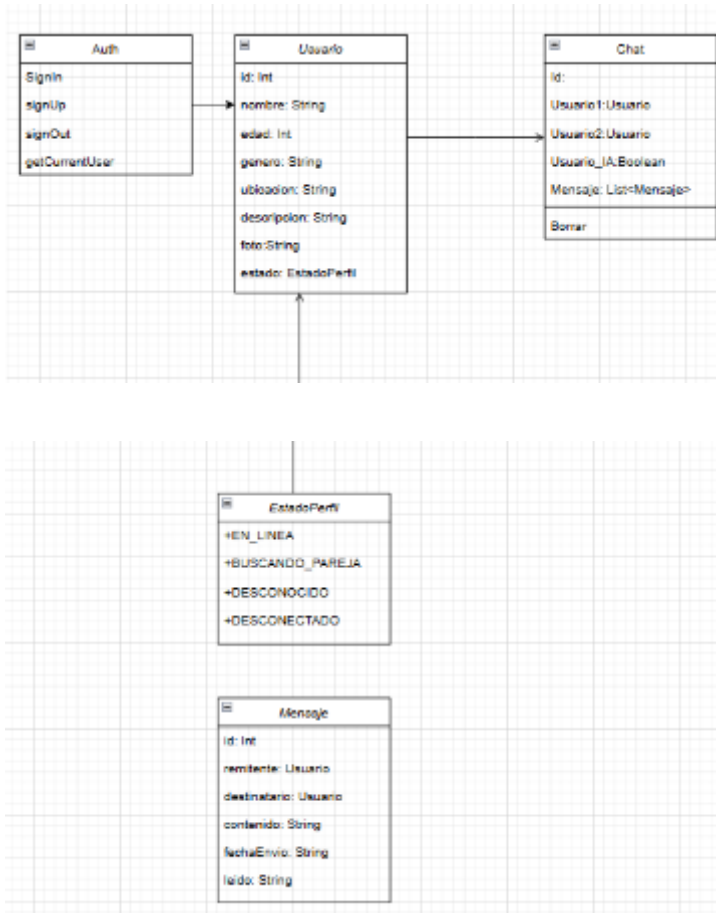 Auth
SignIn
signUp
signOut
getCurrentUser
Usuario
id: Int
nombre: String
edad: Int
genero: String
ubicacion: String
descripcion: String
foto:String
estado: EstadoPerfil
Chat
Id:
Usuario1:Usuario
Usuario2:Usuario
Usuario_IA:Boolean
Mensaje: List<Mensaje>
Borrar
EstadoPerfil
+EN_LINEA
+BUSCANDO_PAREJA
+DESCONOCIDO
+DESCONECTADO
Mensaje
id: Int
remitente: Usuario
destinatario: Usuario
contenido: String
fechaEnvio: String
leido: String